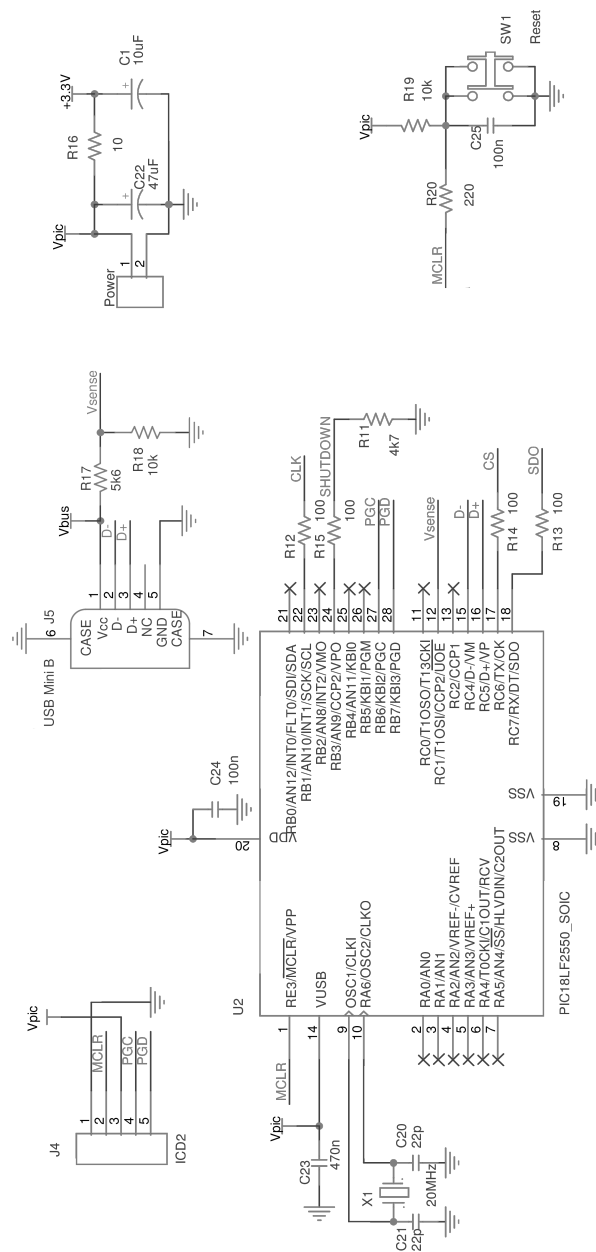 +3.3V
C1
10uF
R16
10
C22
47uF
Vpic
1
2
Power
SW1
Reset
R19
10k
Vpic
C25
100n
R20
220
MCLR
Vsense
R17
5k6
R18
10k
Vbus
D-
D+
1
2
3
4
5
J5
6
CASE
Vcc
D-
D+
NC
GND
CASE
7
USB Mini B
R11
4k7
CLK
SHUTDOWN
R12
100
R15
100
PGC
PGD
Vsense
D-
D+
CS
SDO
R14
100
R13
100
21
22
23
24
25
26
27
28
11
12
13
15
16
17
18
RB0/AN12/INT0/FLT0/SDI/SDA
RB1/AN10/INT1/SCK/SCL
RB2/AN8/INT2/VMO
RB3/AN9/CCP2/VPO
RB4/AN11/KBI0
RB5/KBI1/PGM
RB6/KBI2/PGC
RB7/KBI3/PGD
RC0/T1OSO/T13CKI
RC1/T1OSI/CCP2/UOE
RC2/CCP1
RC4/D-/VM
RC5/D+/VP
RC6/TX/CK
RC7/RX/DT/SDO
Vpic
C24
100n
20
VDD
VSS
19
VSS
8
U2
PIC18LF2550_SOIC
RE3/MCLR/VPP
VUSB
OSC1/CLKI
RA6/OSC2/CLKO
RA0/AN0
RA1/AN1
RA2/AN2/VREF-/CVREF
RA3/AN3/VREF+
RA4/T0CKI/C1OUT/RCV
RA5/AN4/SS/HLVDIN/C2OUT
1
14
9
10
2
3
4
5
6
7
MCLR
Vpic
C23
470n
X1
20MHz
C20
22p
C21
22p
Vpic
MCLR
PGC
PGD
1
2
3
4
5
J4
ICD2